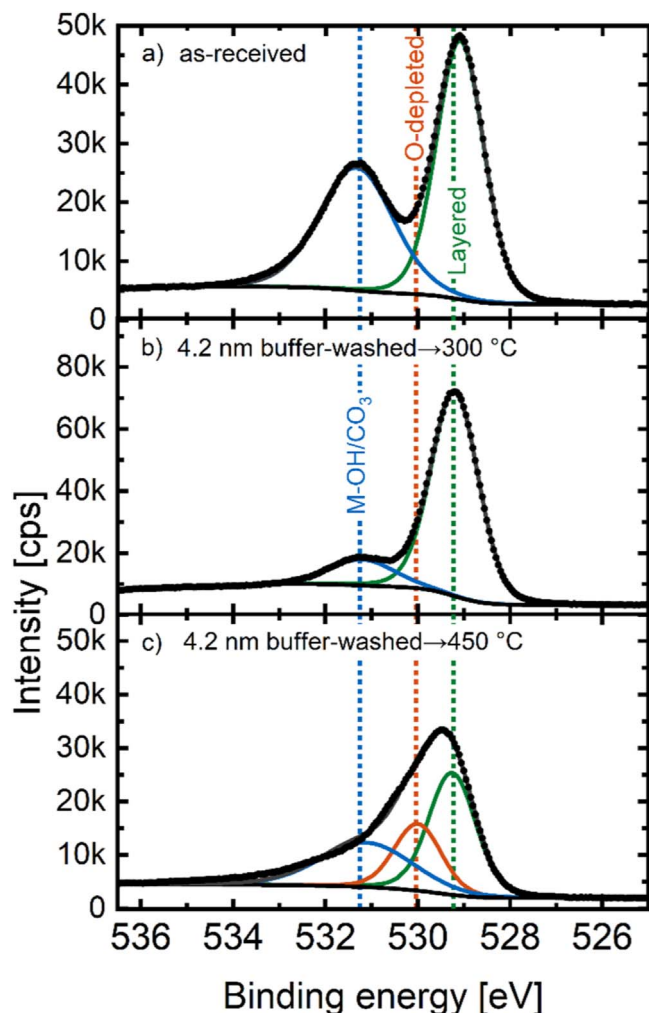 Intensity [cps]
50k
a) as-received
40k
30k
20k
10k
0
O-depleted
Layered
b) 4.2 nm buffer-washed→300 °C
80k
60k
40k
20k
0
M-OH/CO₃
c) 4.2 nm buffer-washed→450 °C
50k
40k
30k
20k
10k
0
536 534 532 530 528 526
Binding energy [eV]